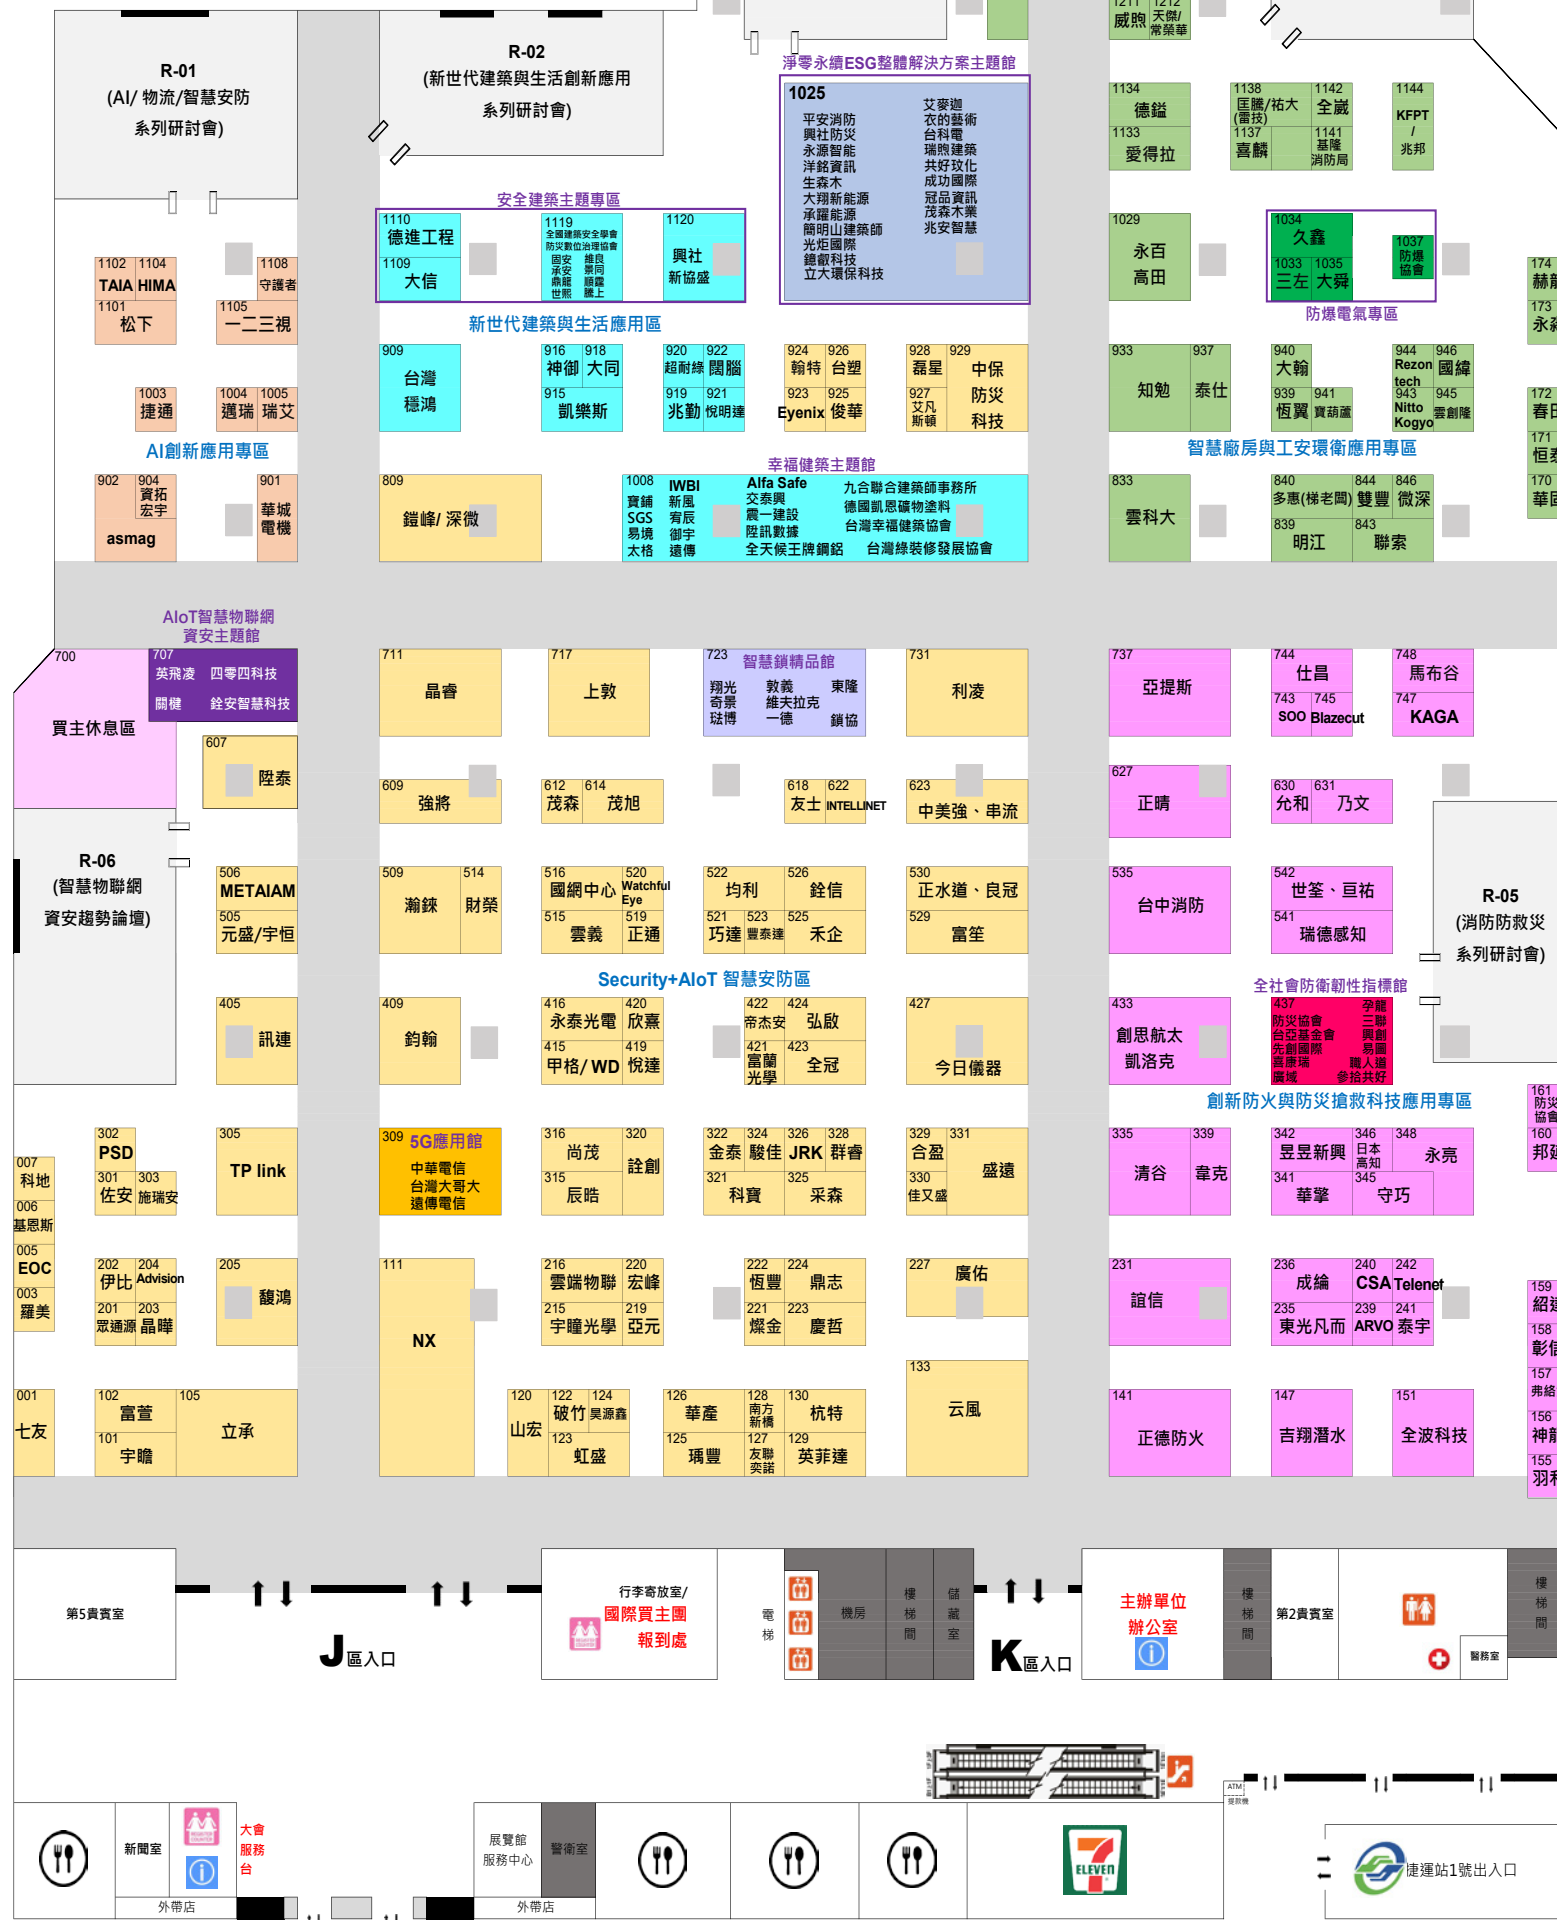 R-01
(AI/ 物流/智慧安防
系列研討會)
R-02
(新世代建築與生活創新應用
系列研討會)
淨零永續ESG整體解決方案主題館
1025
平安消防
興社防災
永源智能
洋銘資訊
生森木
大翔新能源
承躍能源
簡明山建築師
光炬國際
鐿叡科技
立大環保科技
艾麥迦
衣的藝術
台科電
瑞煦建築
共好玟化
成功國際
冠品資訊
茂森木業
兆安智慧
1211
威煦
1212
天傑/
常榮華
1134
德鎰
1133
愛得拉
1138
匡騰/祐大
(雷技)
1137
喜麟
1142
全崴
1141
基隆
消防局
1144
KFPT
/
兆邦
安全建築主題專區
1110
德進工程
1109
大信
1119
全國建築安全學會
防災數位治理協會
固安 維良
承安 景同
鼎龍 順露
世熙 騰上
1120
興社
新協盛
1029
永百
高田
1034
久鑫
1033
三左
1035
大舜
1037
防爆
協會
防爆電氣專區
1102
TAIA
1104
HIMA
1108
守護者
1101
松下
1105
一二三視
新世代建築與生活應用區
174
173
1003
捷通
1004
邁瑞
1005
瑞艾
AI創新應用專區
909
台灣
穩鴻
916
神御
918
大同
915
凱樂斯
920
超耐綠
922
闊腦
919
兆勤
921
悅明達
924
翰特
926
台塑
923
Eyenix
925
俊華
928
磊星
927
艾凡
斯頓
929
中保
防災
科技
933
知勉
937
泰仕
940
大翰
939
恆翼
941
寶葫蘆
944
Rezon
tech
946
國緯
943
Nitto
Kogyo
945
雲創隆
172
171
170
智慧廠房與工安環衛應用專區
902
asmag
904
資拓
宏宇
901
華城
電機
809
鎧峰/ 深微
幸福健築主題館
1008
寶鋪
SGS
易境
太格
IWBI
新風
宥辰
御宇
遠傳
Alfa Safe
交泰興
震一建設
陞訊數據
全天候王牌鋼鋁
九合聯合建築師事務所
德國凱恩礦物塗料
台灣幸福健築協會
台灣綠裝修發展協會
833
雲科大
840
多惠(梯老闆)
844
雙豐
846
微深
839
明江
843
聯索
AIoT智慧物聯網
資安主題館
700
買主休息區
707
英飛凌 四零四科技
關鍵 銓安智慧科技
711
晶睿
717
上敦
723
智慧鎖精品館
翔光 敦義 東隆
奇景 維夫拉克
琺博 一德 鎖協
731
利凌
737
亞提斯
744
仕昌
743
SOO
745
Blazecut
748
馬布谷
747
KAGA
607
陞泰
609
強將
612
茂森
614
茂旭
618
友士
622
INTELLINET
623
中美強、串流
627
正晴
630
允和
631
乃文
R-06
(智慧物聯網
資安趨勢論壇)
R-05
(消防防救災
系列研討會)
506
METAIAM
505
元盛/宇恒
509
瀚錸
514
財榮
516
國網中心
520
Watchful
Eye
515
雲義
519
正通
522
均利
526
銓信
521
巧達
523
豐泰達
525
禾企
530
正水道、良冠
529
富笙
535
台中消防
542
世筌、亘祐
541
瑞德感知
Security+AIoT 智慧安防區
全社會防衛韌性指標館
405
訊連
409
鈞翰
416
永泰光電
420
欣熹
415
甲格/ WD
419
悅達
422
帝杰安
424
弘啟
421
富蘭
光學
423
全冠
427
今日儀器
433
創思航太
凱洛克
437
孕龍
防災協會 三聯
台亞基金會 興創
先創國際 易圖
喜康瑞 職人道
廣域 參拾共好
創新防火與防災搶救科技應用專區
161
防災
協會
160
302
PSD
301
佐安
303
施瑞安
305
TP link
309
5G應用館
中華電信
台灣大哥大
遠傳電信
316
尚茂
315
辰晧
320
詮創
322
金泰
324
駿佳
326
JRK
328
群睿
321
科寶
325
采森
329
合盈
330
佳又盛
331
盛遠
335
清谷
339
韋克
342
昱昱新興
346
日本
高知
348
永亮
341
華擎
345
守巧
007
科地
006
基恩斯
005
EOC
003
羅美
202
伊比
204
Advision
201
眾通源
203
晶曄
205
馥鴻
111
NX
216
雲端物聯
220
宏峰
215
宇瞳光學
219
亞元
222
恆豐
224
鼎志
221
燦金
223
慶哲
227
廣佑
231
誼信
236
成綸
240
CSA
242
Telenet
235
東光凡而
239
ARVO
241
泰宇
159
158
157
156
155
001
七友
102
富萱
101
宇瞻
105
立承
120
山宏
122
破竹
124
昊源鑫
123
虹盛
126
華產
125
瑀豐
128
南方
新橋
127
友聯
奕諾
130
杭特
129
英菲達
133
云風
141
正德防火
147
吉翔潛水
151
全波科技
第5貴賓室
J區入口
行李寄放室/
國際買主團
報到處
電梯
機房
樓梯間
儲藏室
K區入口
主辦單位
辦公室
樓梯間
第2貴賓室
醫務室
樓梯間
ATM
提款機
新聞室
大會
服務
台
外帶店
展覽館
服務中心
警衛室
外帶店
7
ELEVEN
捷運站1號出入口